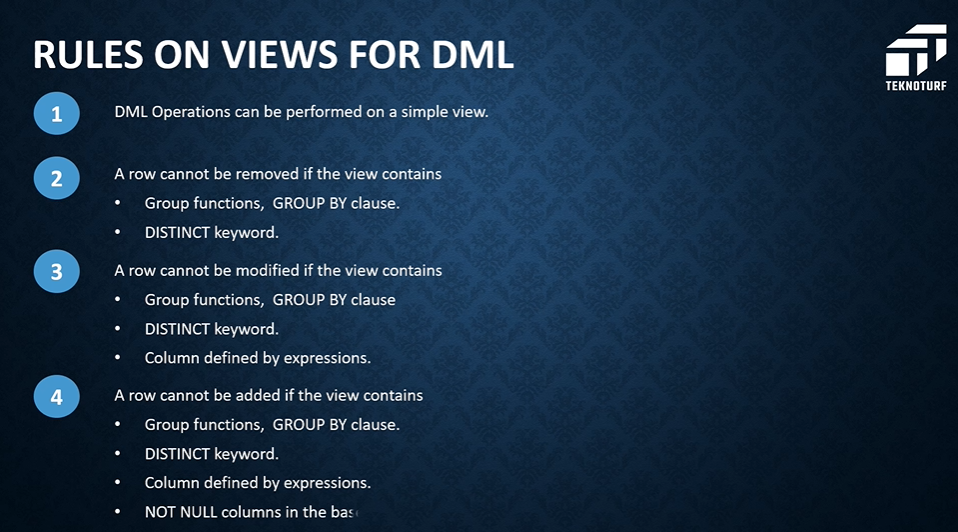 RULES ON VIEWS FOR DML
TEKNOTURF
1 DML Operations can be performed on a simple view.
2 A row cannot be removed if the view contains
• Group functions, GROUP BY clause.
• DISTINCT keyword.
3 A row cannot be modified if the view contains
• Group functions, GROUP BY clause
• DISTINCT keyword.
• Column defined by expressions.
4 A row cannot be added if the view contains
• Group functions, GROUP BY clause.
• DISTINCT keyword.
• Column defined by expressions.
• NOT NULL columns in the